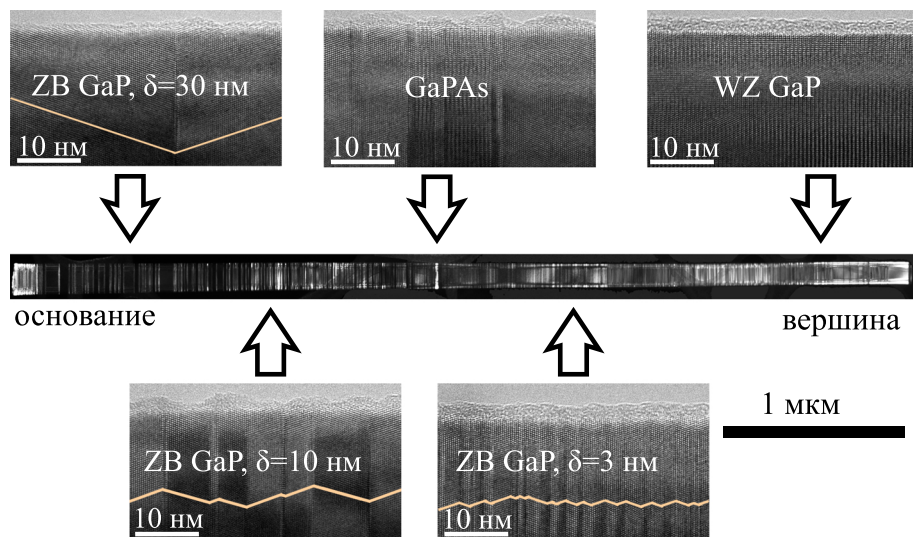 ZB GaP, δ=30 нм
10 нм
GaPAs
10 нм
WZ GaP
10 нм
основание
вершина
ZB GaP, δ=10 нм
10 нм
ZB GaP, δ=3 нм
10 нм
1 мкм